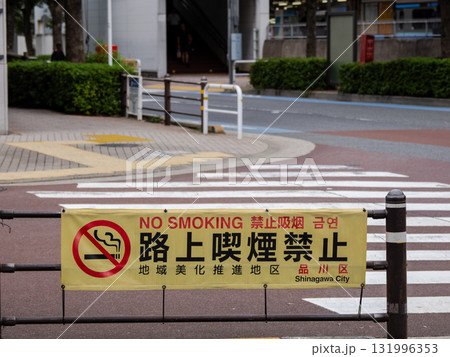 NO SMOKING 禁止吸烟 금연
路上喫煙禁止
地域美化推進地区 品川区
Shinagawa City